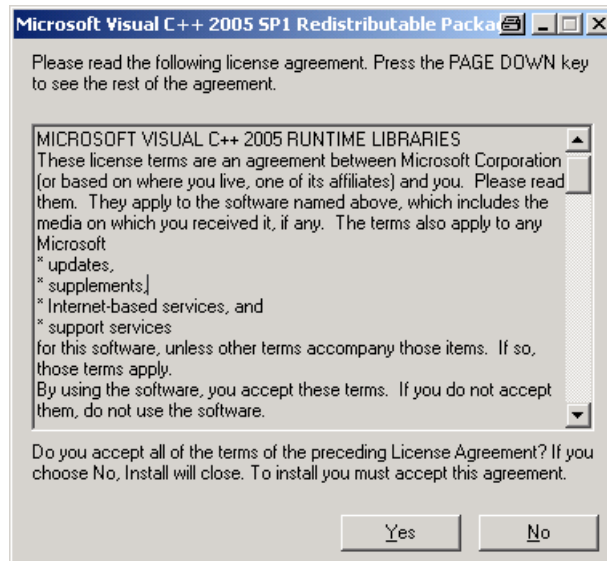 Microsoft Visual C++ 2005 SP1 Redistributable Packa
Please read the following license agreement. Press the PAGE DOWN key
to see the rest of the agreement.
MICROSOFT VISUAL C++ 2005 RUNTIME LIBRARIES
These license terms are an agreement between Microsoft Corporation
(or based on where you live, one of its affiliates) and you. Please read
them. They apply to the software named above, which includes the
media on which you received it, if any. The terms also apply to any
Microsoft
* updates,
* supplements,
* Internet-based services, and
* support services
for this software, unless other terms accompany those items. If so,
those terms apply.
By using the software, you accept these terms. If you do not accept
them, do not use the software.
Do you accept all of the terms of the preceding License Agreement? If you
choose No, Install will close. To install you must accept this agreement.
Yes
No